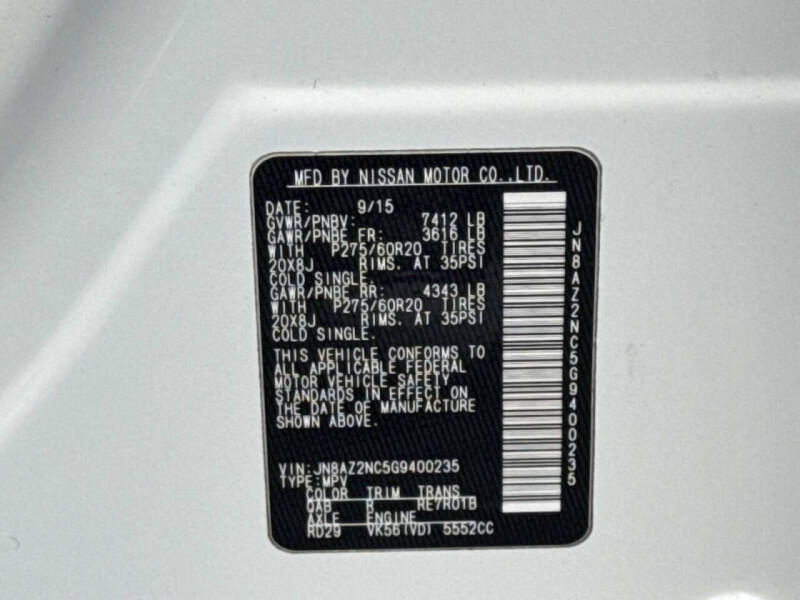 MFD BY NISSAN MOTOR CO.,LTD.
DATE: 9/15
GVWR/PNBV: 7412 LB
GAWR/PNBE FR: 3616 LB
WITH P275/60R20 TIRES
20X8J RIMS. AT 35PSI
COLD SINGLE.
GAWR/PNBE RR: 4343 LB
WITH P275/60R20 TIRES
20X8J RIMS. AT 35PSI
COLD SINGLE.
THIS VEHICLE CONFORMS TO
ALL APPLICABLE FEDERAL
MOTOR VEHICLE SAFETY
STANDARDS IN EFFECT ON
THE DATE OF MANUFACTURE
SHOWN ABOVE.
VIN:JN8AZ2NC5G9400235
TYPE:MPV
COLOR TRIM TRANS
QAB R RE7R01B
AXLE ENGINE
RD29 VK56(VD) 5552CC
JN8AZ2NC5G9400235